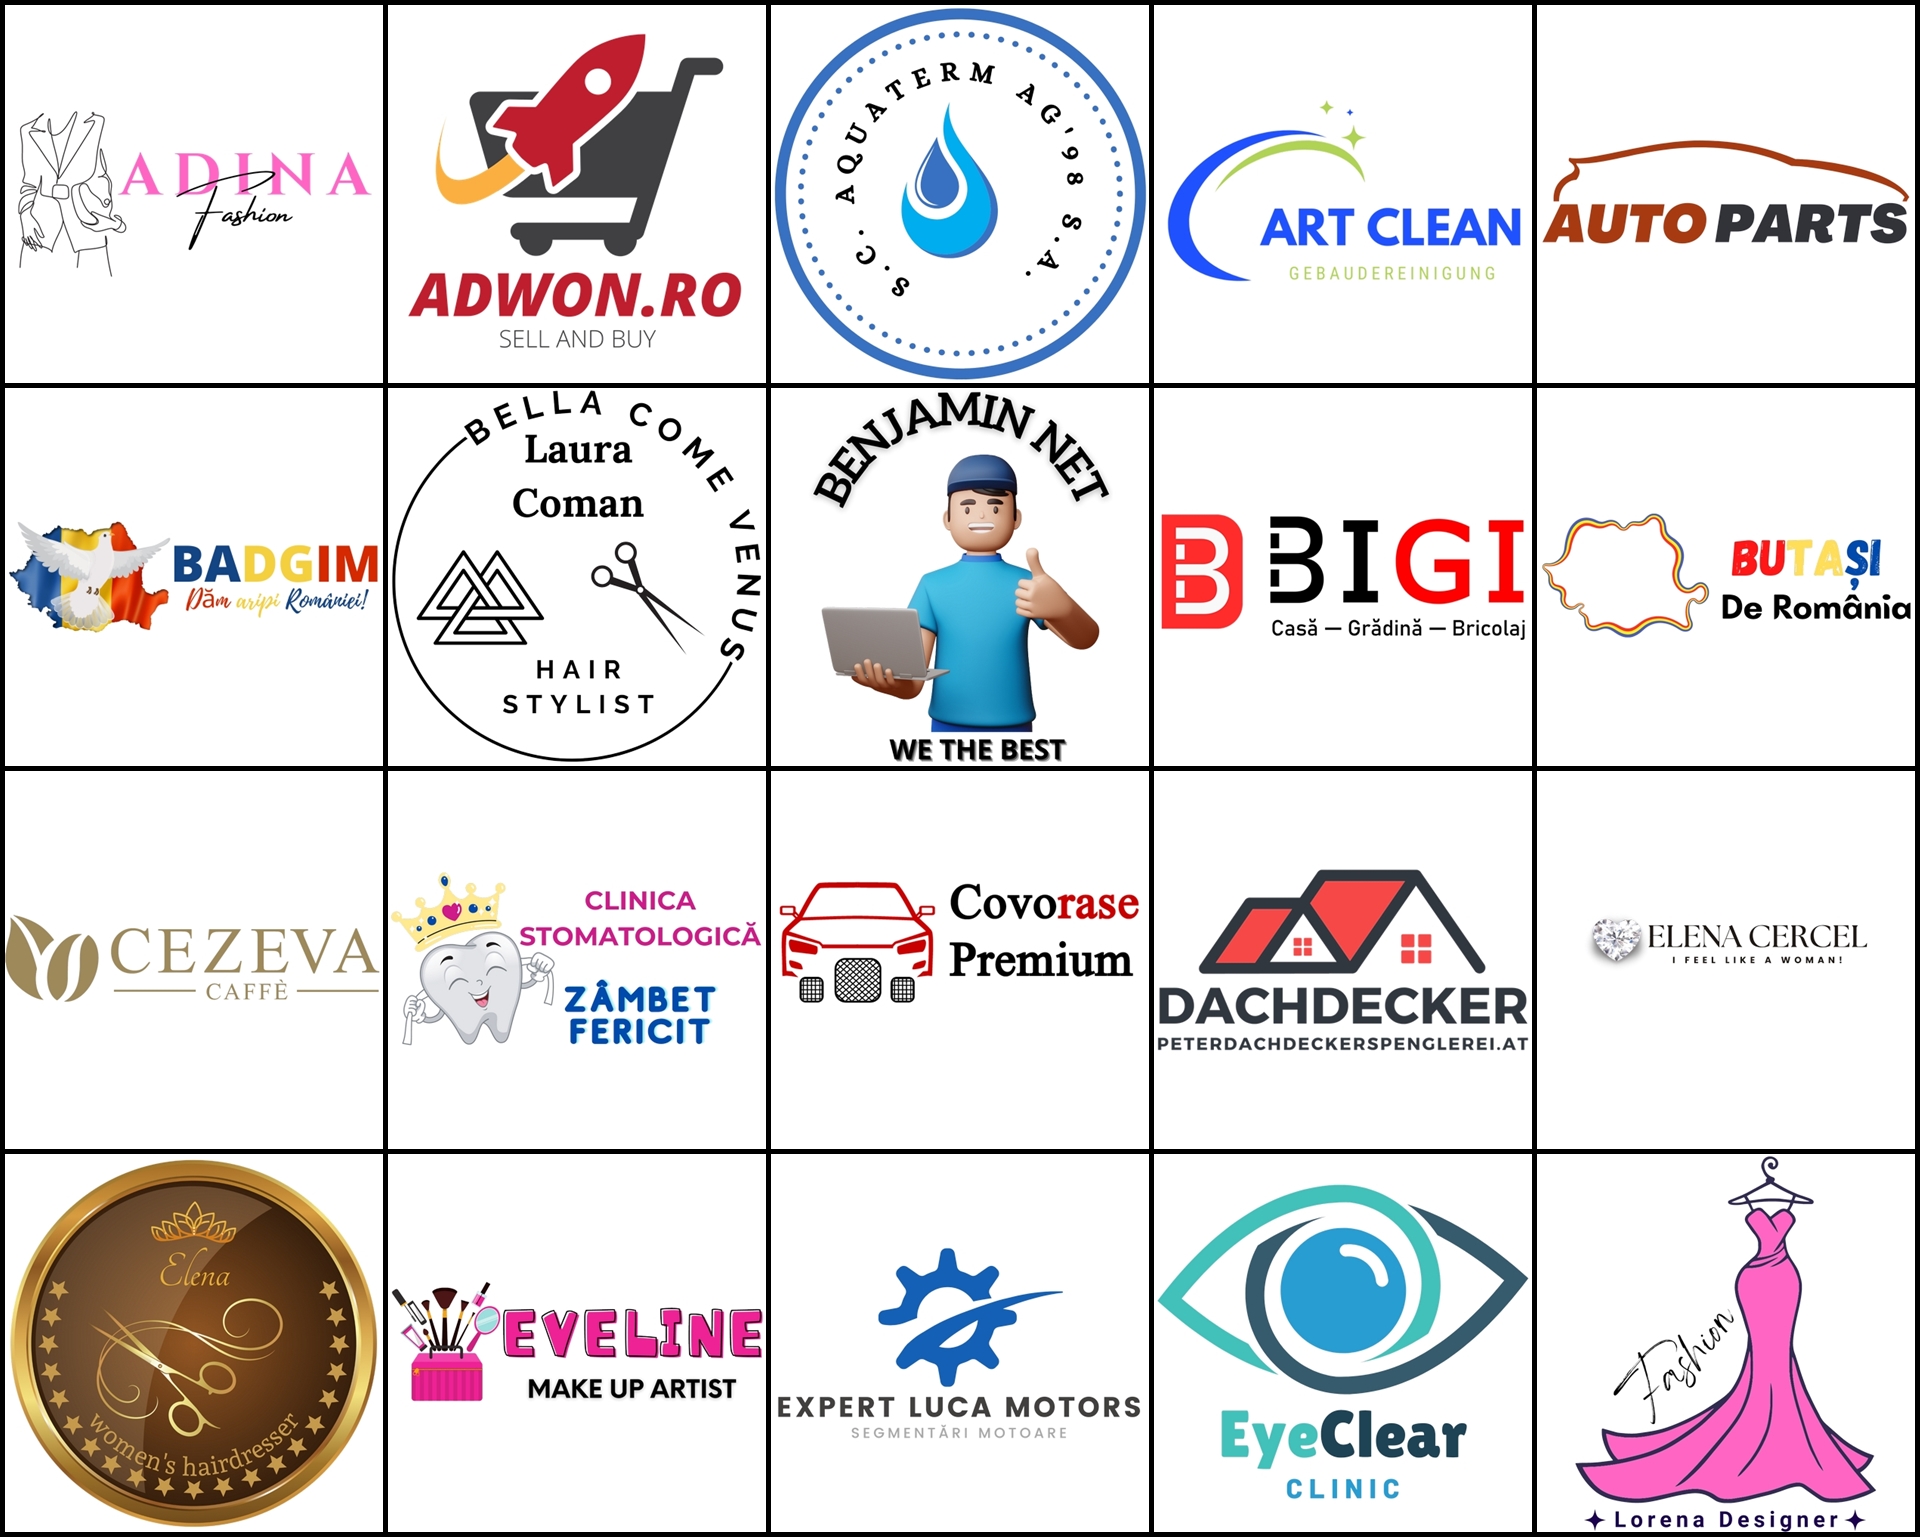 ADINA
Fashion
ADWON.RO
SELL AND BUY
S.C. AQUATERM AG'98 S.A.
ART CLEAN
GEBAUDEREINIGUNG
AUTO PARTS
BADGIM
Dăm aripi României!
BELLA COME VENUS
Laura
Coman
HAIR
STYLIST
BENJAMIN NET
WE THE BEST
B BIGI
Casă — Grădină — Bricolaj
BUTAȘI
De România
CEZEVA
CAFFÈ
CLINICA
STOMATOLOGICĂ
ZÂMBET
FERICIT
Covorase
Premium
DACHDECKER
PETERDACHDECKERSPENGLEREI.AT
ELENA CERCEL
I FEEL LIKE A WOMAN!
Elena
women's hairdresser
EVELINE
MAKE UP ARTIST
EXPERT LUCA MOTORS
SEGMENTĂRI MOTOARE
EyeClear
CLINIC
Fashion
Lorena Designer